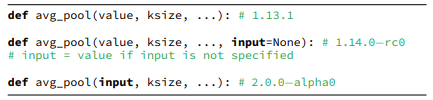 def avg_pool(value, ksize, ...): # 1.13.1
def avg_pool(value, ksize, ..., input=None): # 1.14.0-rc0
# input = value if input is not specified
def avg_pool(input, ksize, ...): # 2.0.0-alpha0